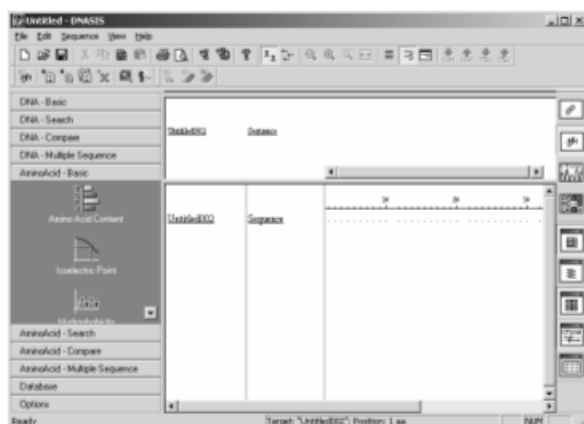 Untitled - DNASIS
File Edit Sequence View Help
DNA - Basic
DNA - Search
DNA - Compare
DNA - Multiple Sequence
AminoAcid - Basic
Amino Acid Content
Isoelectric Point
Hydrophobicity
AminoAcid - Search
AminoAcid - Compare
AminoAcid - Multiple Sequence
Database
Options
Untitled002 Sequence
Untitled002 Sequence
Ready Target: "Untitled002": Position: 1 aa NUM